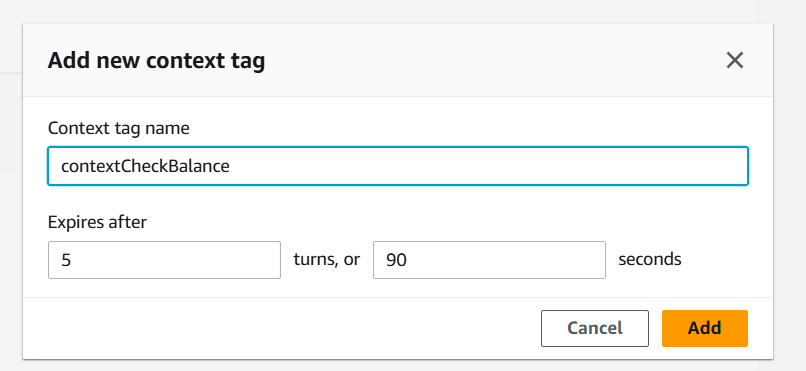 Add new context tag
Context tag name
contextCheckBalance
Expires after
5 turns, or 90 seconds
Cancel Add